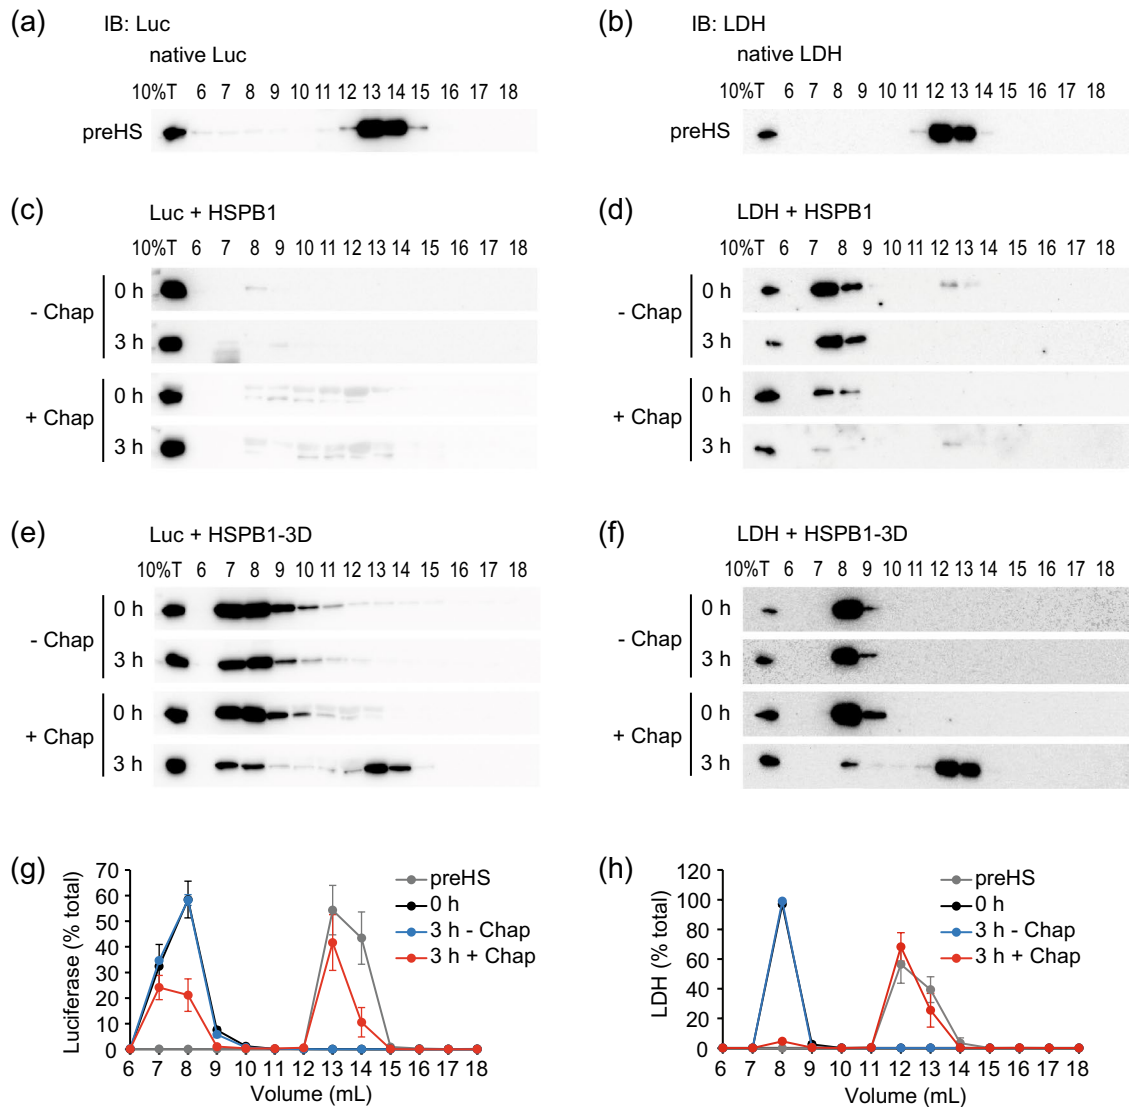 (a) IB: Luc
native Luc
10%T 6 7 8 9 10 11 12 13 14 15 16 17 18
preHS
(b) IB: LDH
native LDH
10%T 6 7 8 9 10 11 12 13 14 15 16 17 18
preHS
(c) Luc + HSPB1
10%T 6 7 8 9 10 11 12 13 14 15 16 17 18
- Chap
0 h
3 h
+ Chap
0 h
3 h
(d) LDH + HSPB1
10%T 6 7 8 9 10 11 12 13 14 15 16 17 18
- Chap
0 h
3 h
+ Chap
0 h
3 h
(e) Luc + HSPB1-3D
10%T 6 7 8 9 10 11 12 13 14 15 16 17 18
- Chap
0 h
3 h
+ Chap
0 h
3 h
(f) LDH + HSPB1-3D
10%T 6 8 9 10 11 12 13 14 15 16 17 18
- Chap
0 h
3 h
+ Chap
0 h
3 h
(g)
Luciferase (% total)
70
60
50
40
30
20
10
0
preHS
0 h
3 h - Chap
3 h + Chap
6 7 8 9 10 11 12 13 14 15 16 17 18
Volume (mL)
(h)
LDH (% total)
120
100
80
60
40
20
0
preHS
0 h
3 h - Chap
3 h + Chap
6 7 8 9 10 11 12 13 14 15 16 17 18
Volume (mL)